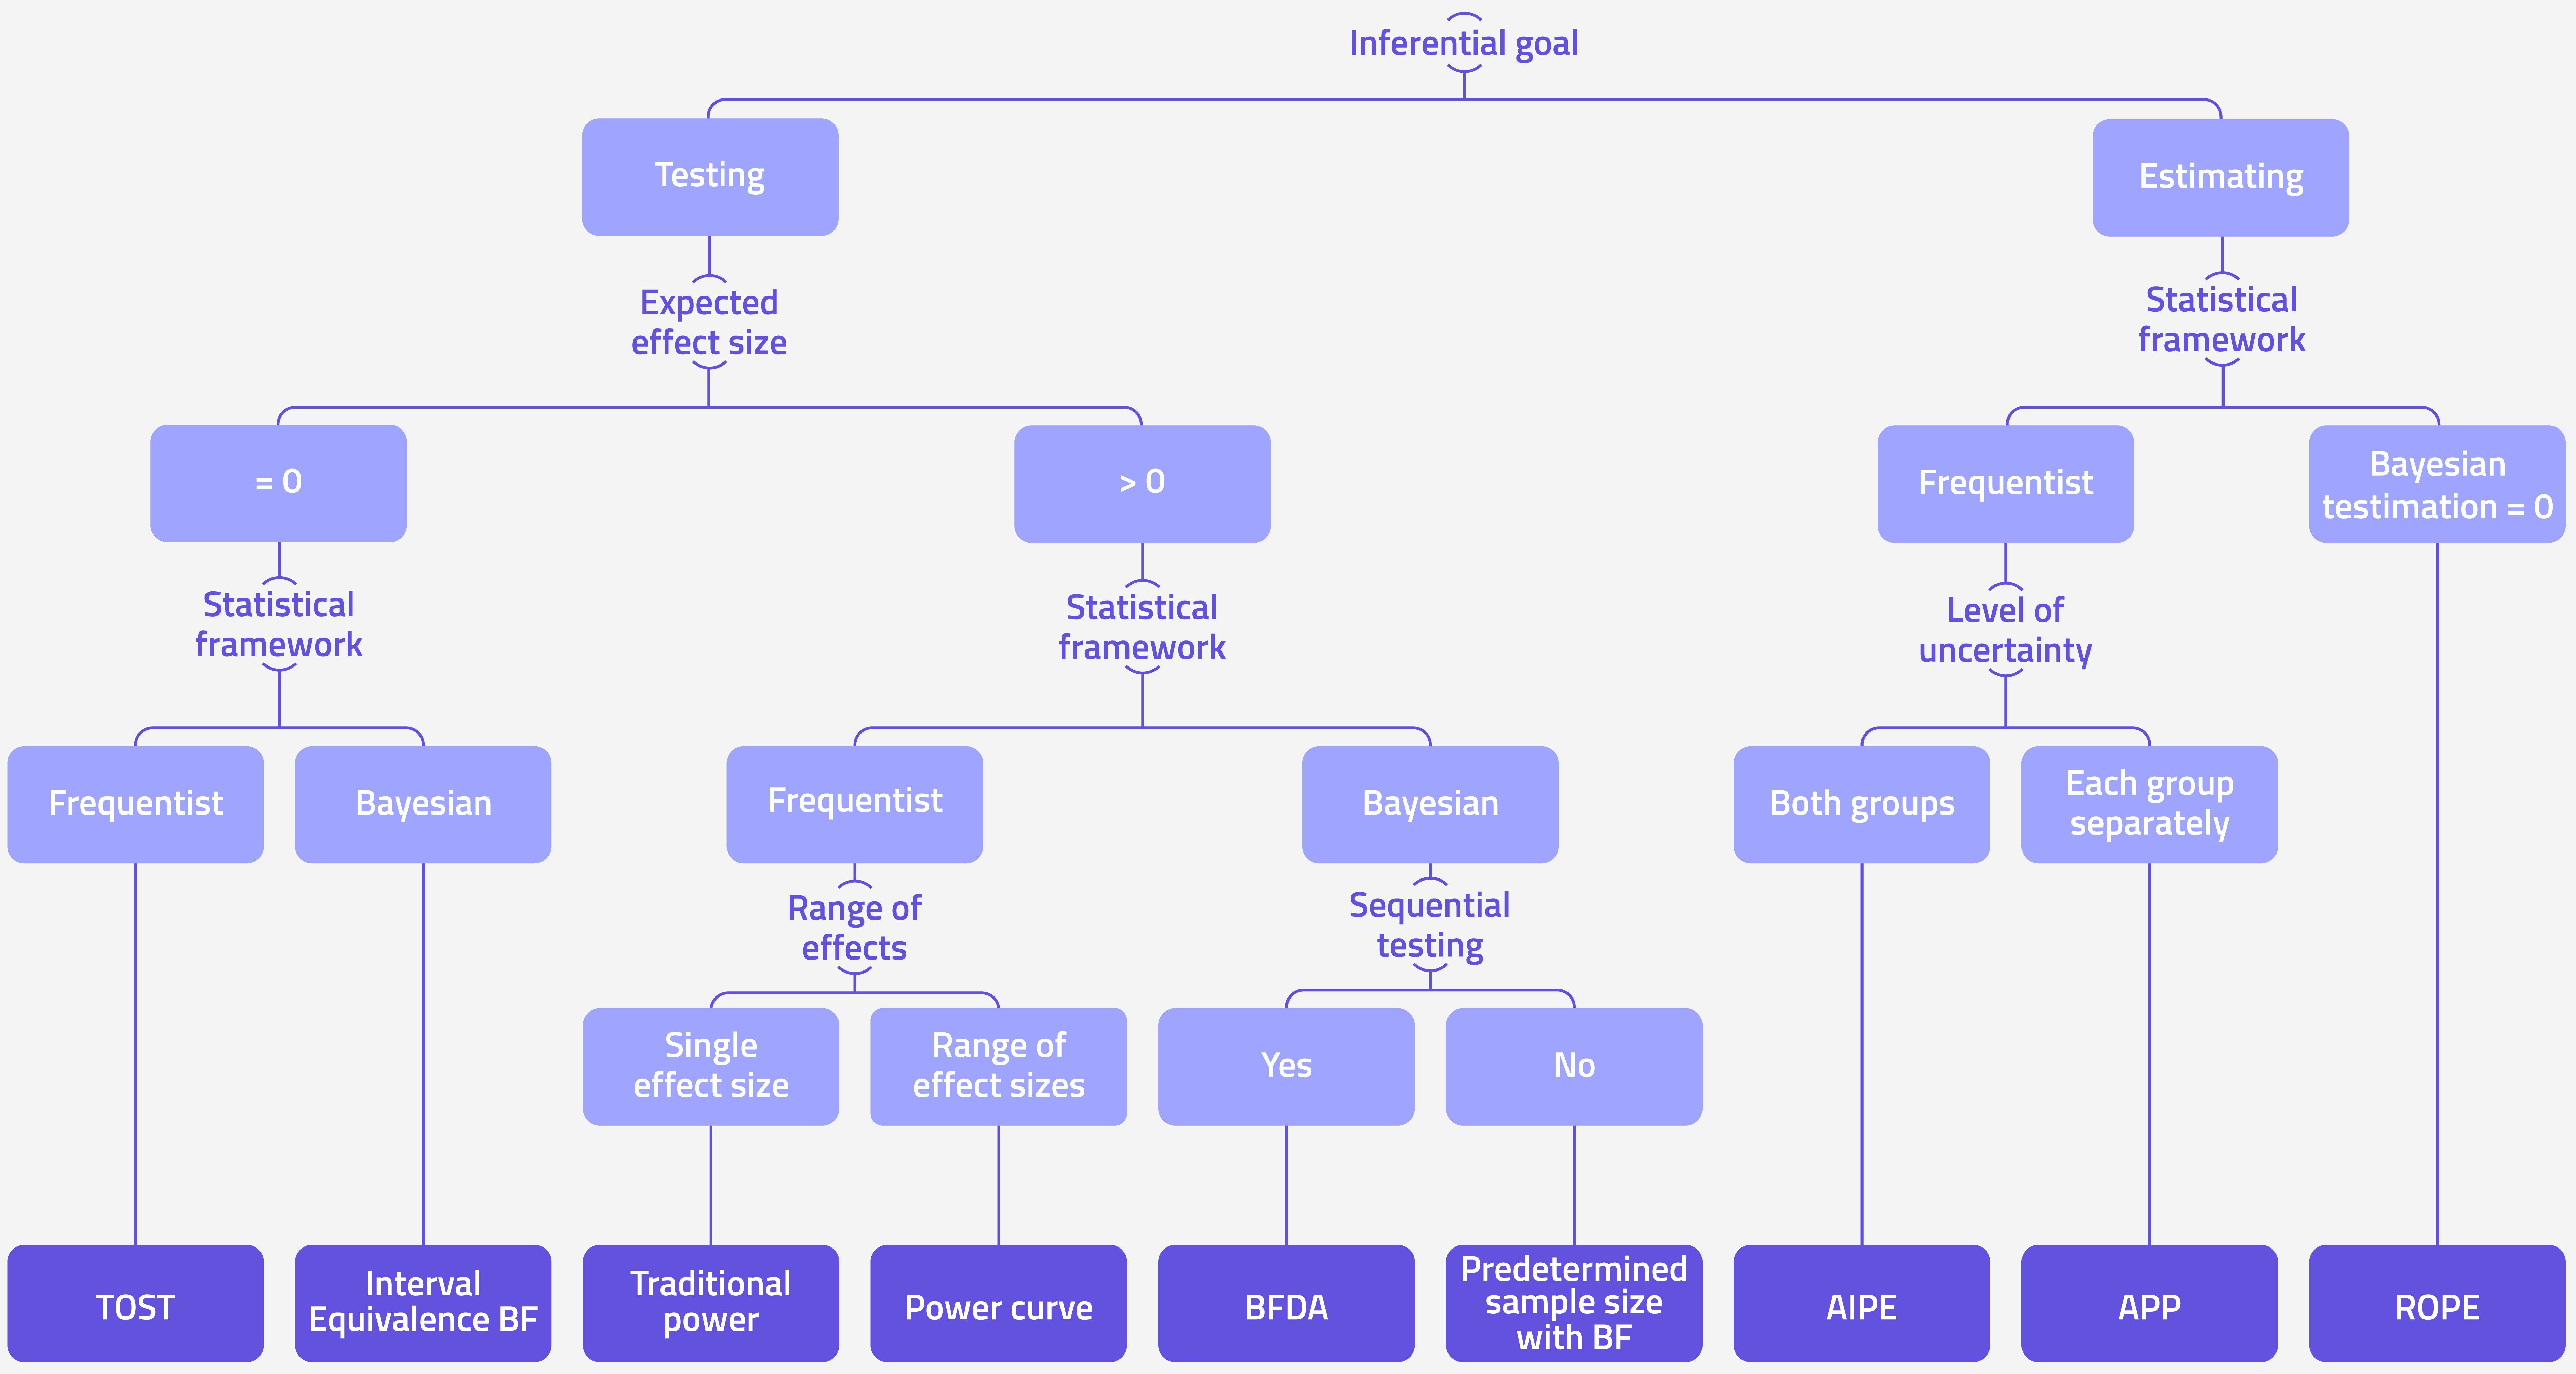 Inferential goal
Testing
Estimating
Expected
effect size
Statistical
framework
= 0
> 0
Frequentist
Bayesian
testimation = 0
Statistical
framework
Statistical
framework
Level of
uncertainty
Frequentist
Bayesian
Frequentist
Bayesian
Both groups
Each group
separately
Range of
effects
Sequential
testing
Single
effect size
Range of
effect sizes
Yes
No
TOST
Interval
Equivalence BF
Traditional
power
Power curve
BFDA
Predetermined
sample size
with BF
AIPE
APP
ROPE